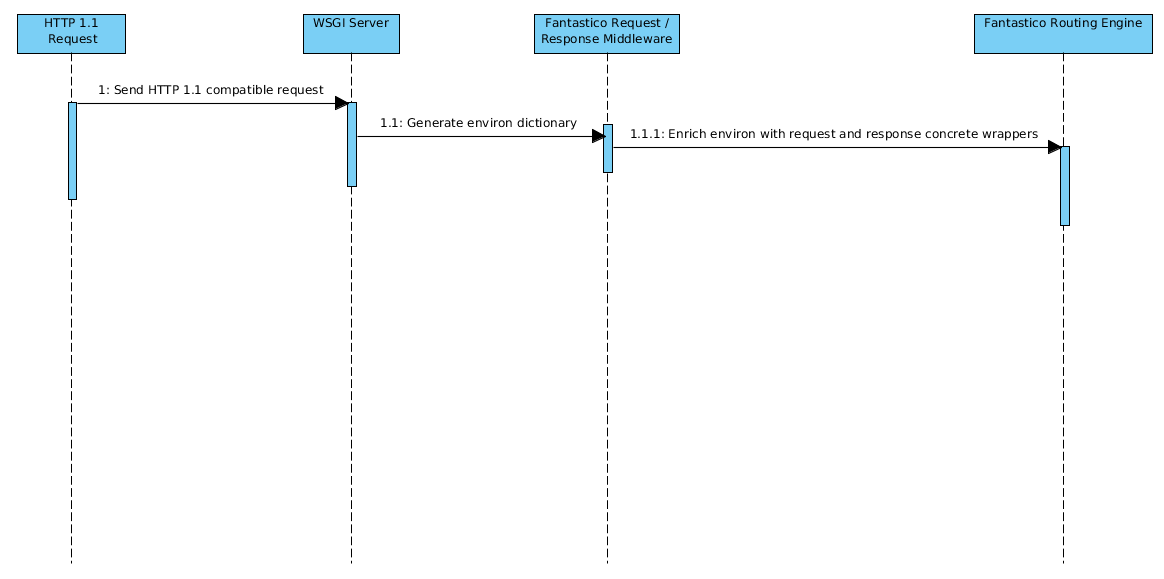 HTTP 1.1
Request
WSGI Server
Fantastico Request /
Response Middleware
Fantastico Routing Engine
1: Send HTTP 1.1 compatible request
1.1: Generate environ dictionary
1.1.1: Enrich environ with request and response concrete wrappers